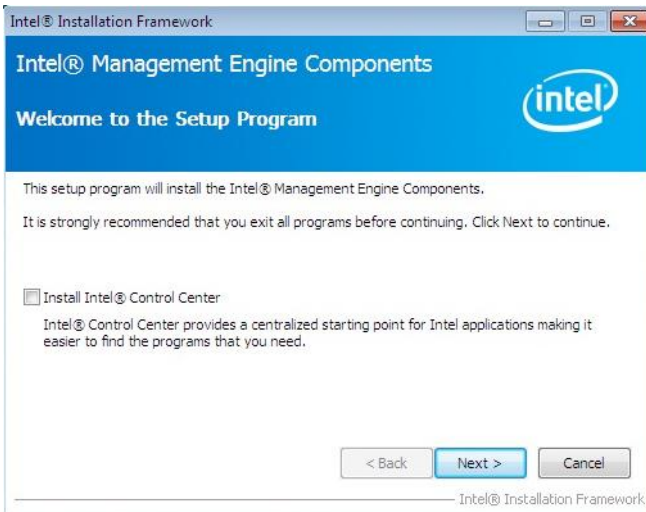 Intel® Installation Framework
Intel® Management Engine Components
Welcome to the Setup Program
intel
This setup program will install the Intel® Management Engine Components.
It is strongly recommended that you exit all programs before continuing. Click Next to continue.
Install Intel® Control Center
Intel® Control Center provides a centralized starting point for Intel applications making it
easier to find the programs that you need.
< Back Next > Cancel
Intel® Installation Framework